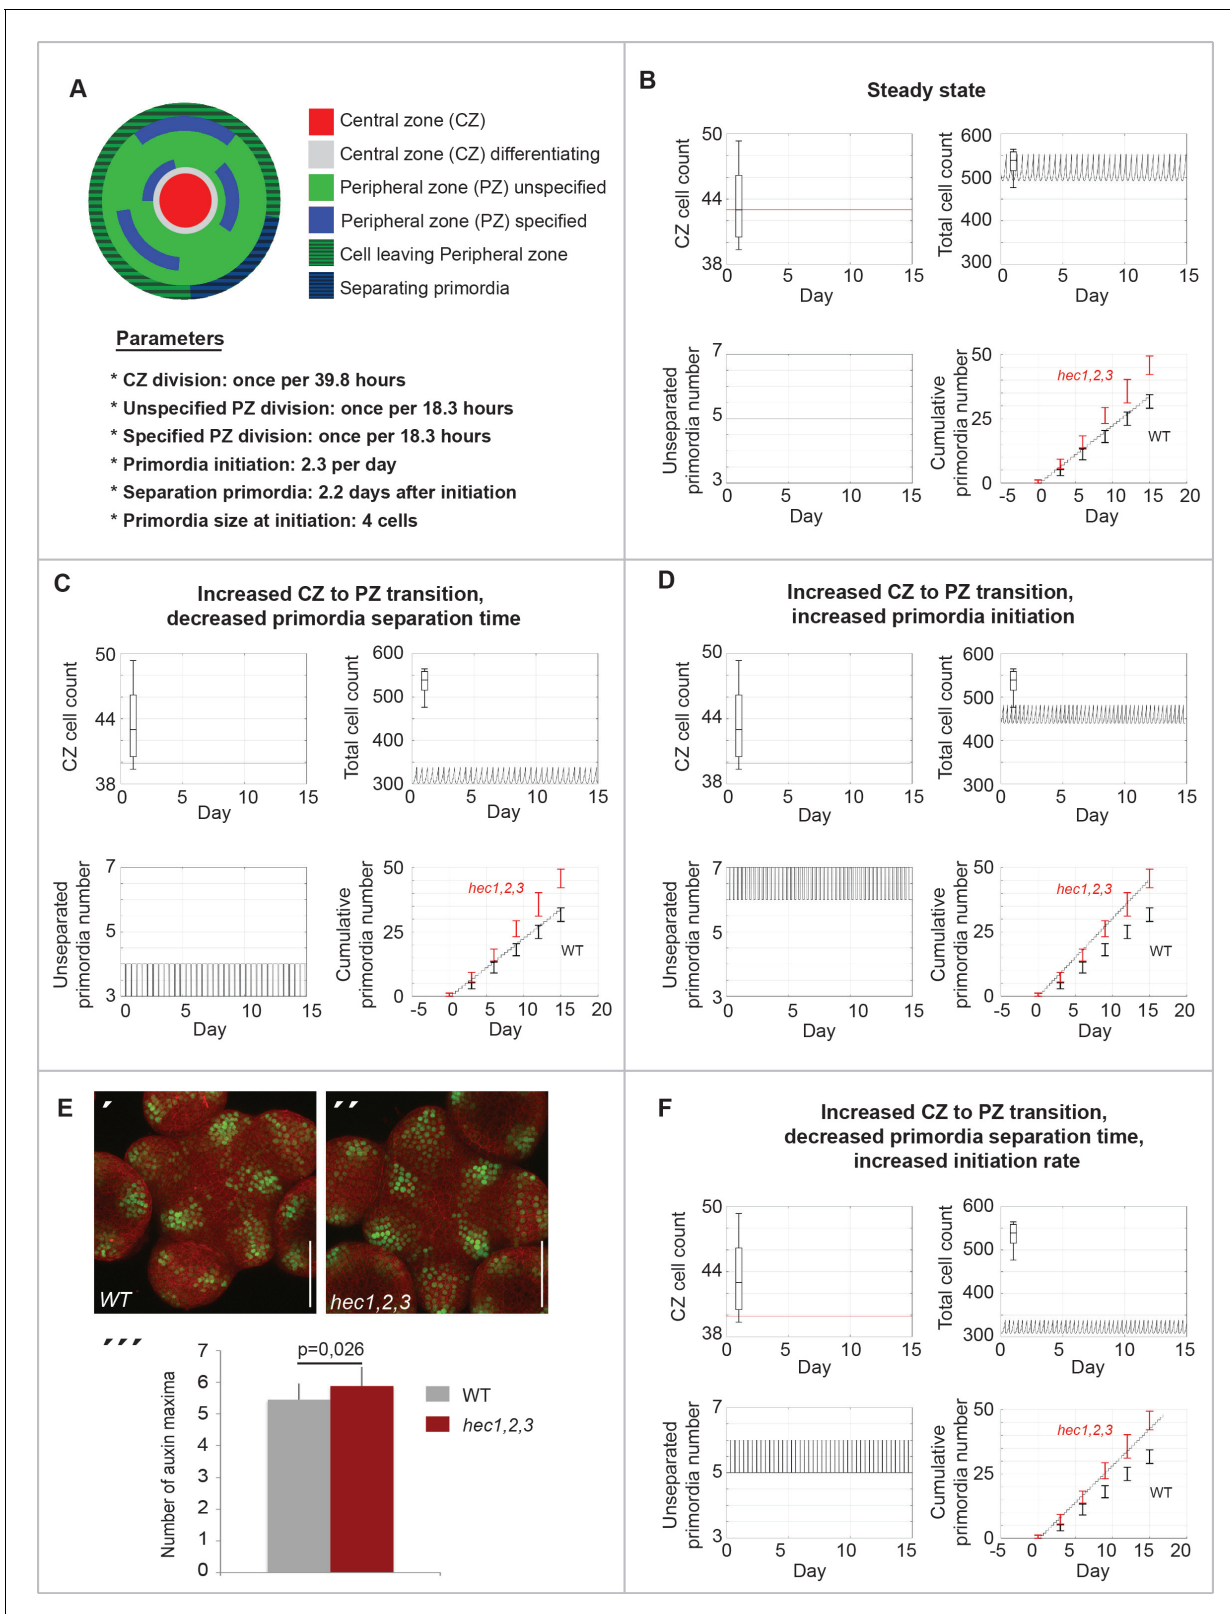 A
Central zone (CZ)
Central zone (CZ) differentiating
Peripheral zone (PZ) unspecified
Peripheral zone (PZ) specified
Cell leaving Peripheral zone
Separating primordia
Parameters
* CZ division: once per 39.8 hours
* Unspecified PZ division: once per 18.3 hours
* Specified PZ division: once per 18.3 hours
* Primordia initiation: 2.3 per day
* Separation primordia: 2.2 days after initiation
* Primordia size at initiation: 4 cells
B
Steady state
CZ cell count
50
44
38
0 5 10 15
Day
Total cell count
600
500
400
300
0 5 10 15
Day
Unseparated
primordia number
7
5
3
0 5 10 15
Day
Cumulative
primordia number
50
25
0
-5 0 5 10 15 20
Day
hec1,2,3
WT
C
Increased CZ to PZ transition,
decreased primordia separation time
CZ cell count
50
44
38
0 5 10 15
Day
Total cell count
600
500
400
300
0 5 10 15
Day
Unseparated
primordia number
7
5
3
0 5 10 15
Day
Cumulative
primordia number
50
25
0
-5 0 5 10 15 20
Day
hec1,2,3
WT
D
Increased CZ to PZ transition,
increased primordia initiation
CZ cell count
50
44
38
0 5 10 15
Day
Total cell count
600
500
400
300
0 5 10 15
Day
Unseparated
primordia number
7
5
3
0 5 10 15
Day
Cumulative
primordia number
50
25
0
-5 0 5 10 15 20
Day
hec1,2,3
WT
E
′
WT
′′
hec1,2,3
′′′
Number of auxin maxima
7
6
5
4
3
2
1
0
p=0,026
WT
hec1,2,3
F
Increased CZ to PZ transition,
decreased primordia separation time,
increased initiation rate
CZ cell count
50
44
38
0 5 10 15
Day
Total cell count
600
500
400
300
0 5 10 15
Day
Unseparated
primordia number
7
5
3
0 5 10 15
Day
Cumulative
primordia number
50
25
0
-5 0 5 10 15 20
Day
hec1,2,3
WT